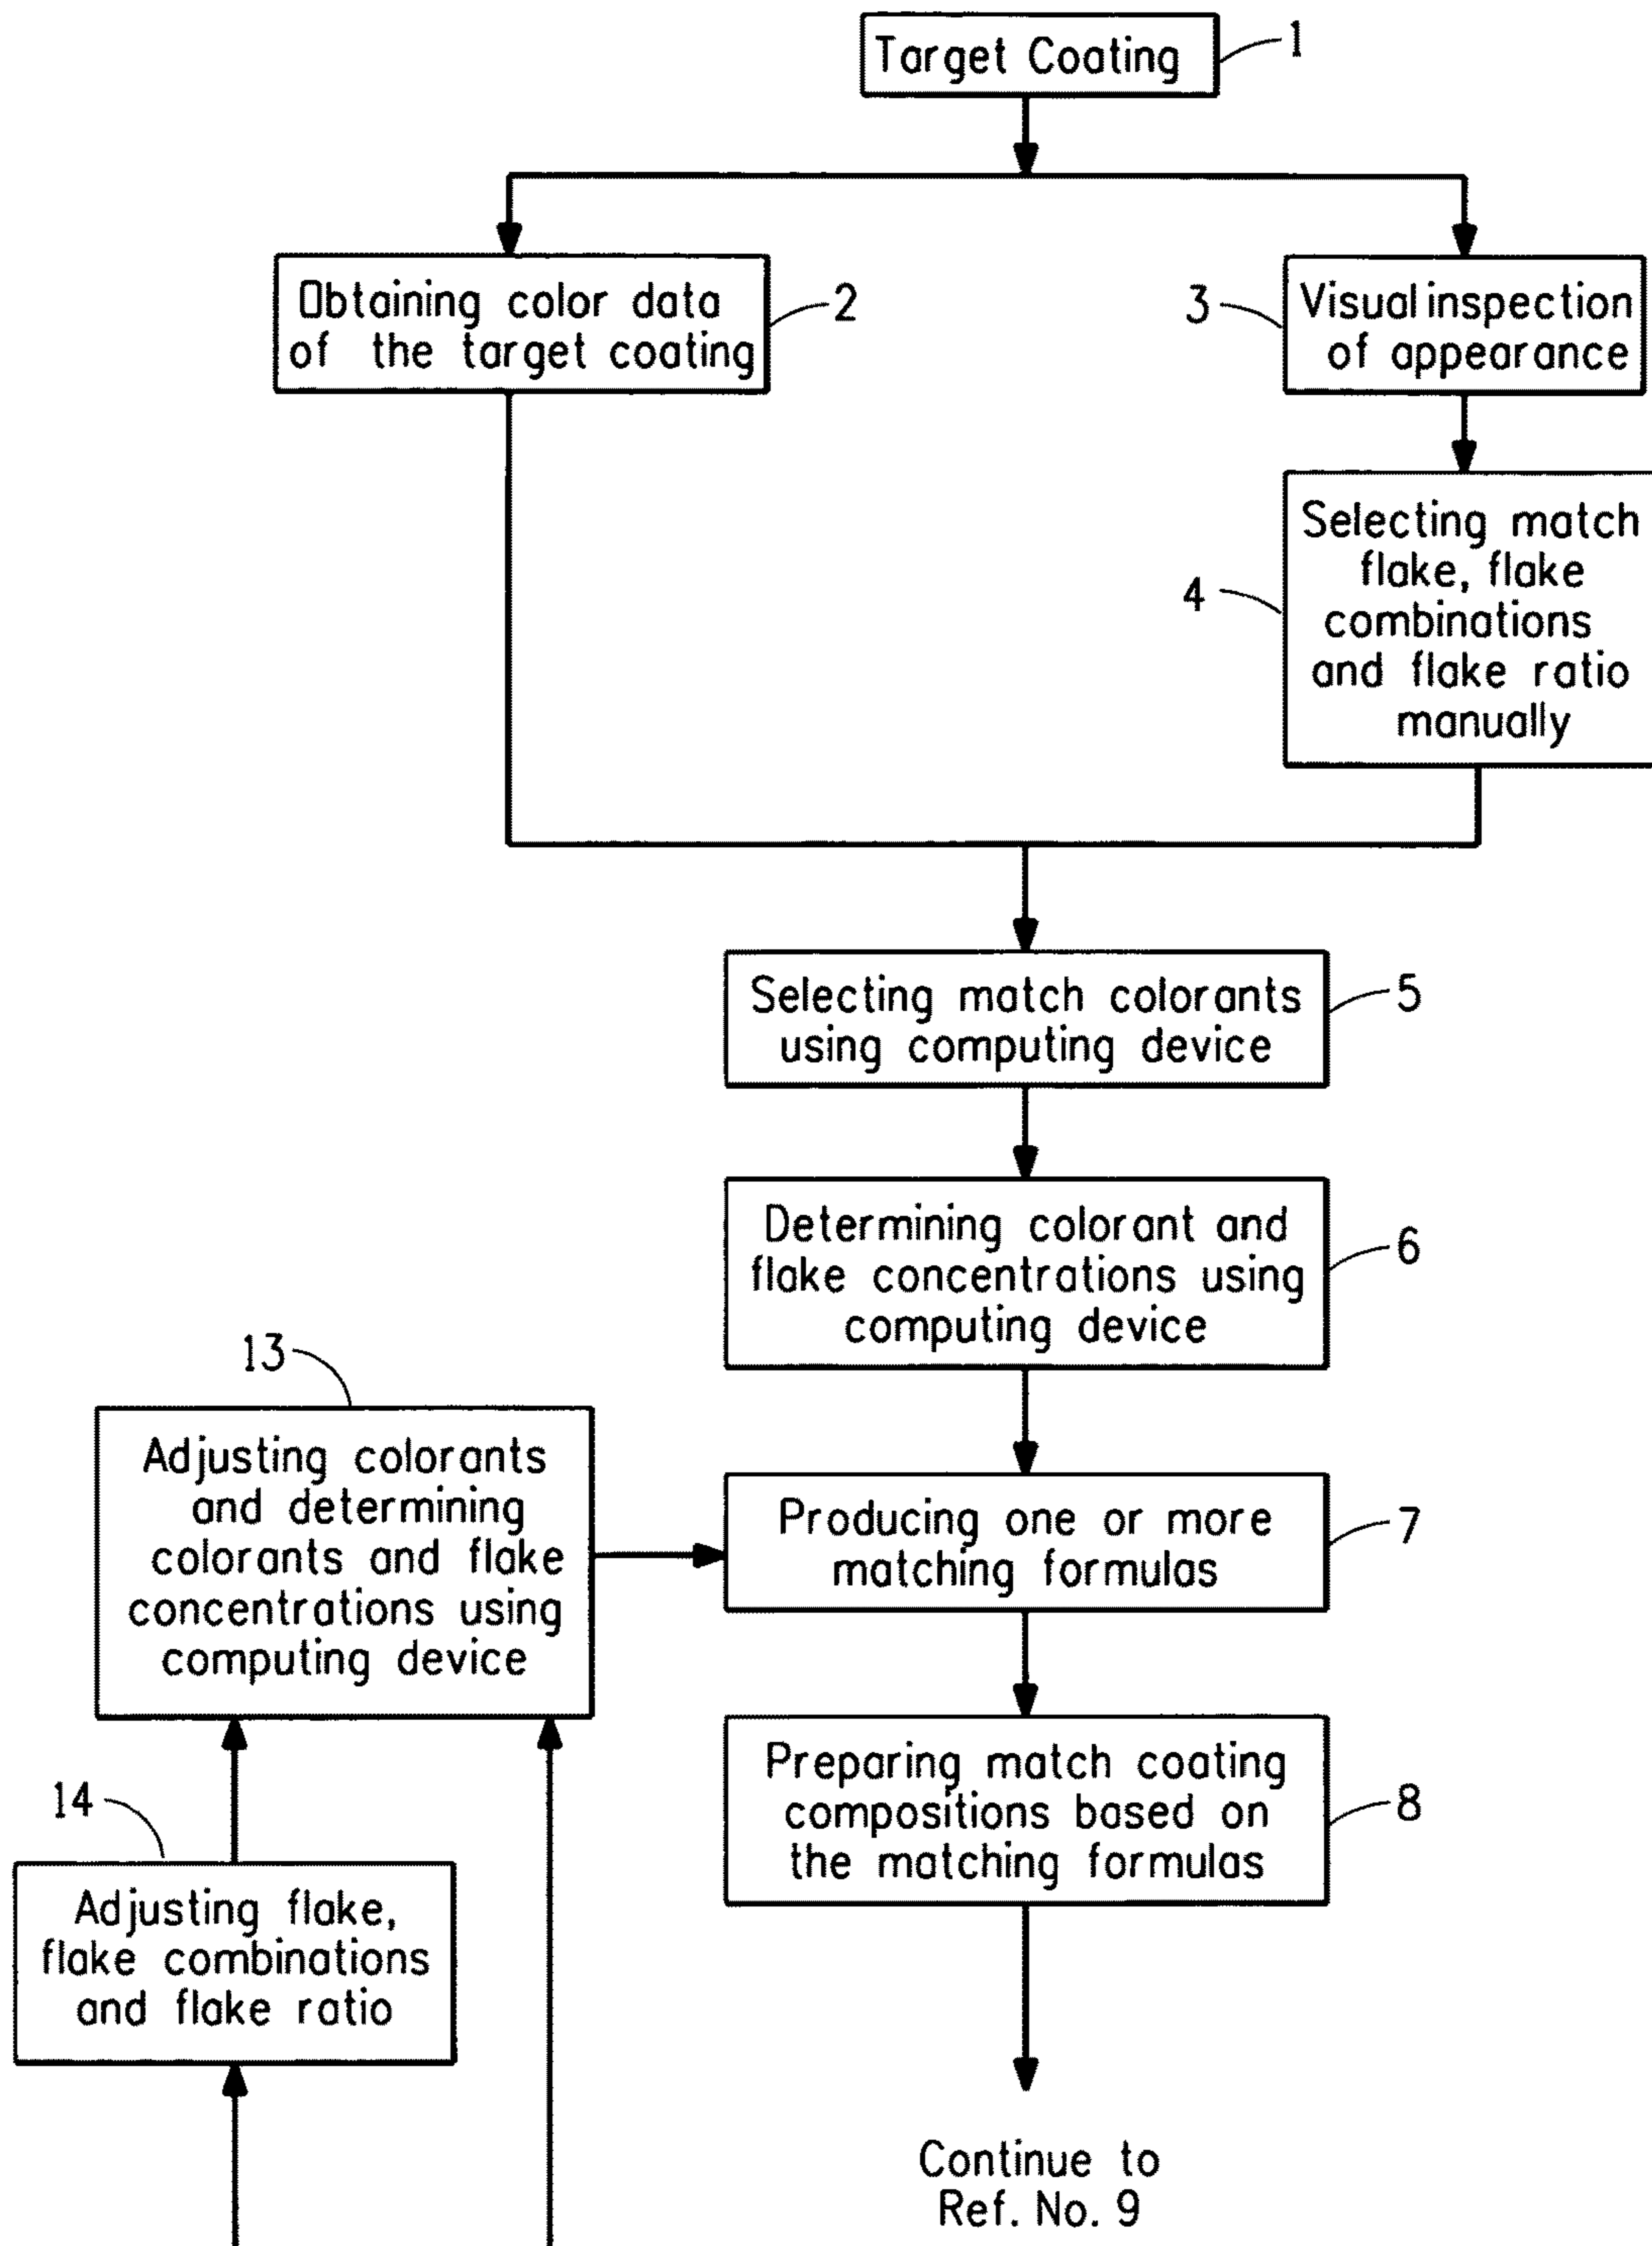 Target Coating
1
Obtaining color data
of the target coating
2
3
Visual inspection
of appearance
4
Selecting match
flake, flake
combinations
and flake ratio
manually
Selecting match colorants
using computing device
5
Determining colorant and
flake concentrations using
computing device
6
13
Adjusting colorants
and determining
colorants and flake
concentrations using
computing device
Producing one or more
matching formulas
7
Preparing match coating
compositions based on
the matching formulas
8
14
Adjusting flake,
flake combinations
and flake ratio
Continue to
Ref. No. 9